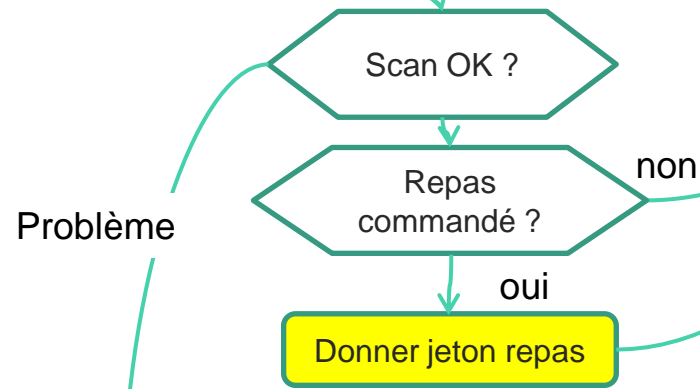 Scan OK ?
non
Repas
commandé ?
Problème
oui
Donner jeton repas